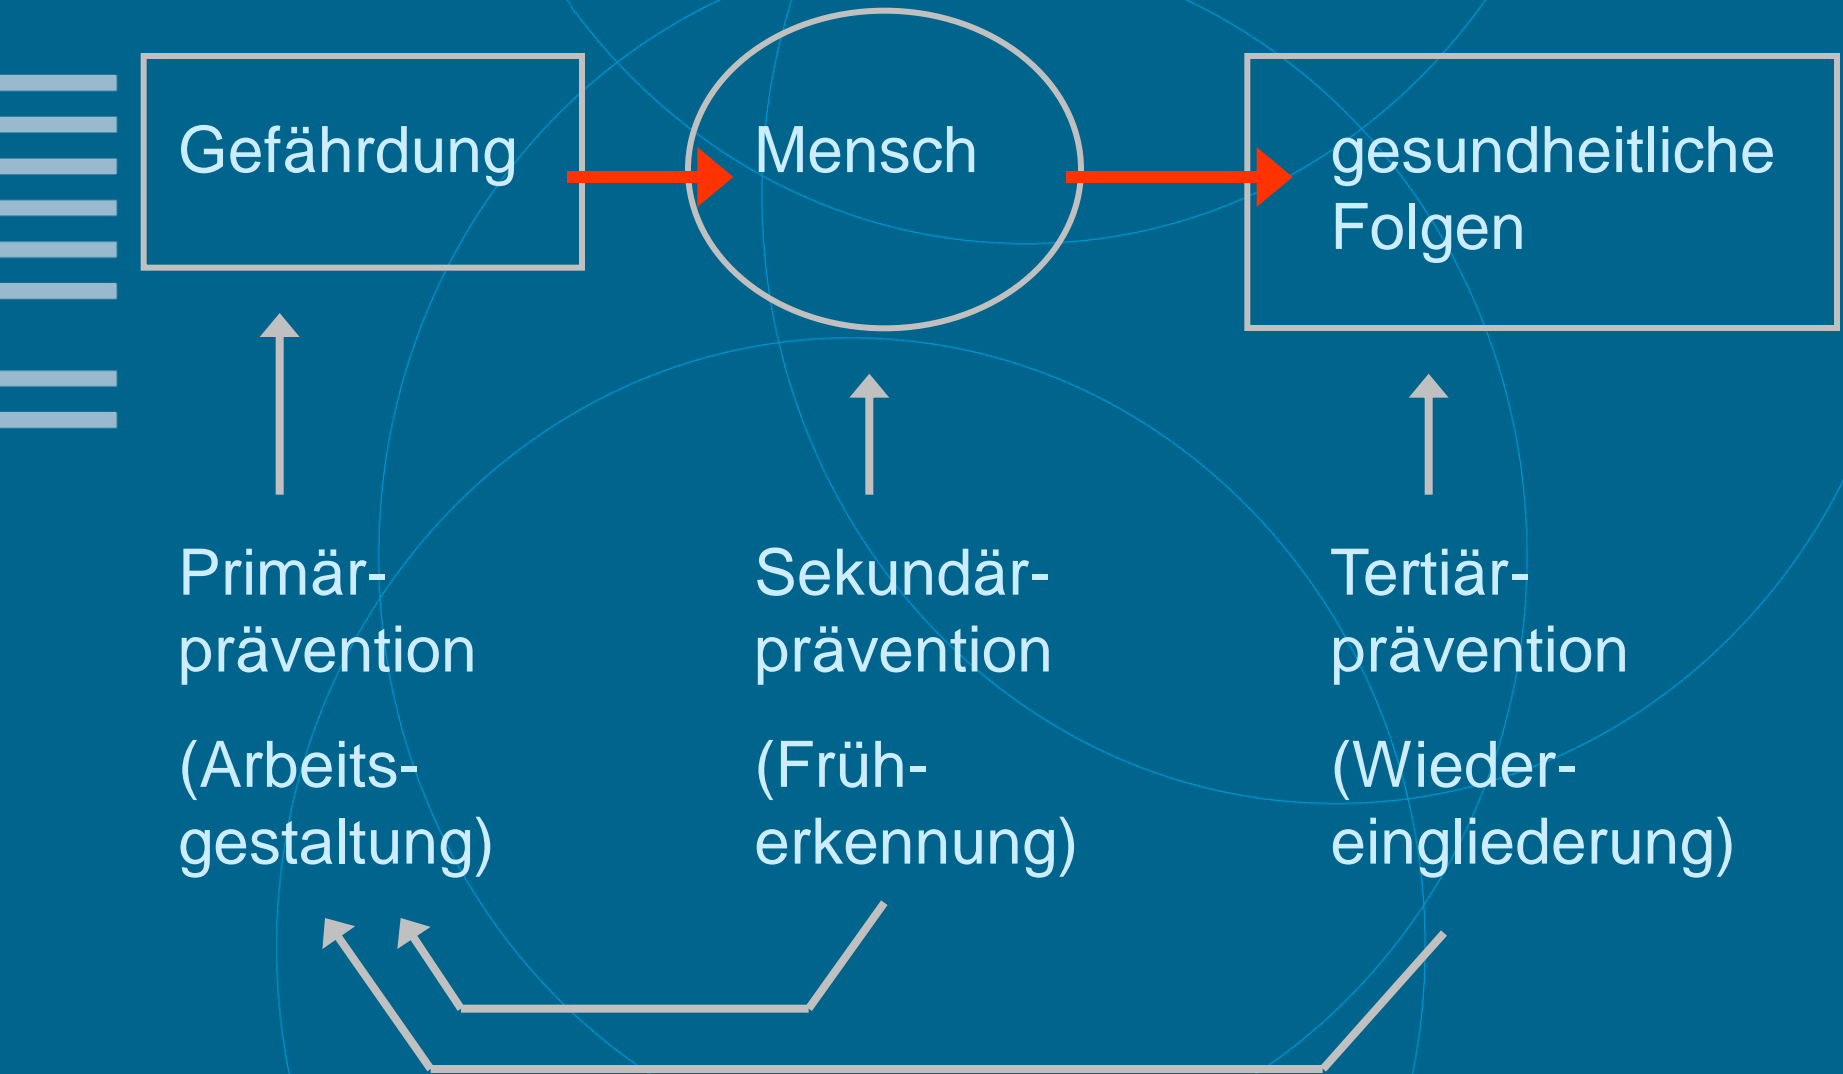 Gefährdung
Mensch
gesundheitliche
Folgen
Primär-
prävention
(Arbeits-
gestaltung)
Sekundär-
prävention
(Früh-
erkennung)
Tertiär-
prävention
(Wieder-
eingliederung)